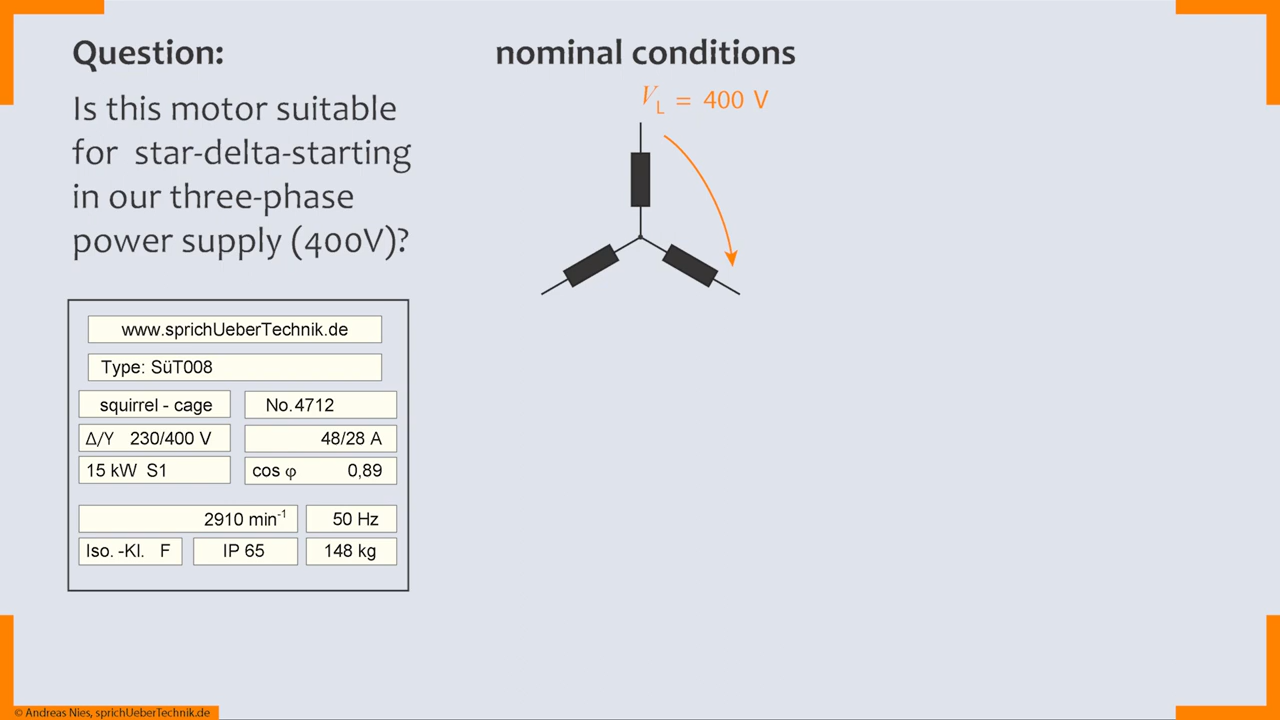 Question:
Is this motor suitable
for star-delta-starting
in our three-phase
power supply (400V)?
nominal conditions
V_L = 400 V
www.sprichUeberTechnik.de
Type: SüT008
squirrel - cage
No. 4712
Δ/Y 230/400 V
48/28 A
15 kW S1
cos φ 0,89
2910 min⁻¹
50 Hz
Iso. -Kl. F
IP 65
148 kg
© Andreas Nies, sprichUeberTechnik.de